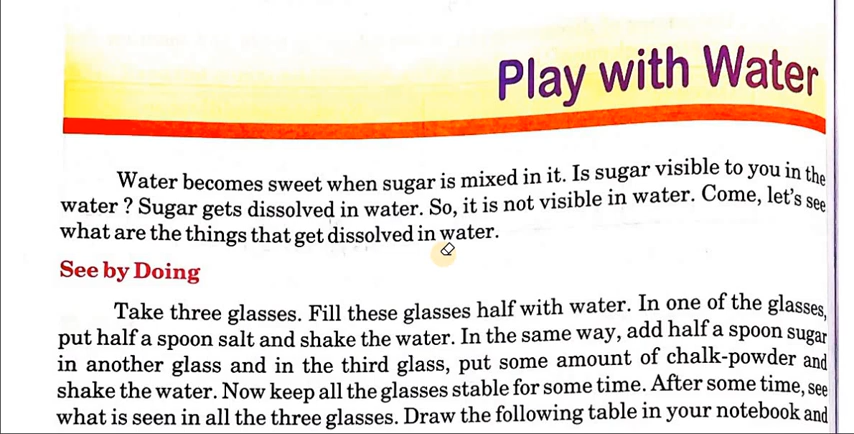 Play with Water
Water becomes sweet when sugar is mixed in it. Is sugar visible to you in the
water ? Sugar gets dissolved in water. So, it is not visible in water. Come, let's see
what are the things that get dissolved in water.
See by Doing
Take three glasses. Fill these glasses half with water. In one of the glasses,
put half a spoon salt and shake the water. In the same way, add half a spoon sugar
in another glass and in the third glass, put some amount of chalk-powder and
shake the water. Now keep all the glasses stable for some time. After some time, see
what is seen in all the three glasses. Draw the following table in your notebook and